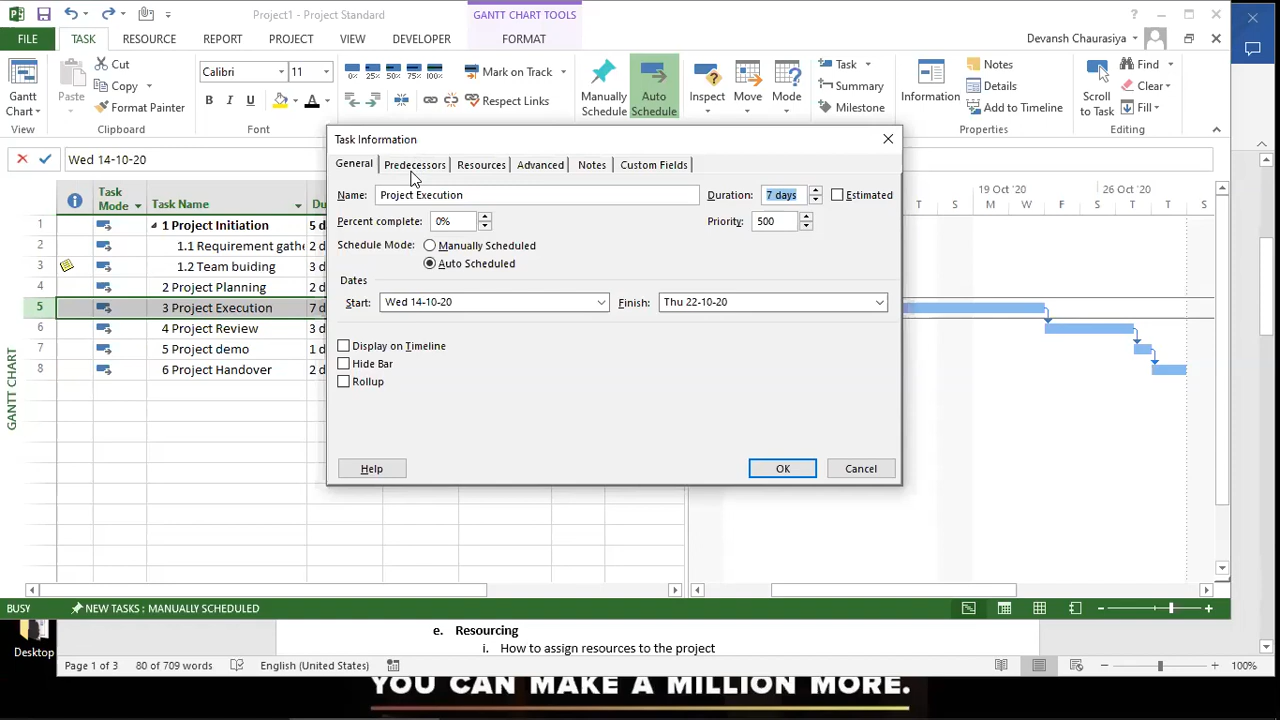 Project1 - Project Standard
GANTT CHART TOOLS
?
FILE
TASK
RESOURCE
REPORT
PROJECT
VIEW
DEVELOPER
FORMAT
Devansh Chaurasiya
Gantt
Chart
View
Paste
Cut
Copy
Format Painter
Clipboard
Calibri
11
B I U A
Font
0% 25% 50% 75% 100%
Mark on Track
Respect Links
Manually
Schedule
Auto
Schedule
Inspect
Move
Mode
Task
Summary
Milestone
Information
Notes
Details
Add to Timeline
Properties
Scroll
to Task
Find
Clear
Fill
Editing
Wed 14-10-20
Task
Mode
Task Name
Du
1
1 Project Initiation
5 d
2
1.1 Requirement gathe
2 d
3
1.2 Team buiding
3 d
4
2 Project Planning
2 d
5
3 Project Execution
7 d
6
4 Project Review
3 d
7
5 Project demo
1 d
8
6 Project Handover
2 d
19 Oct '20
26 Oct '20
T S M W F S T T S
GANTT CHART
Task Information
General
Predecessors
Resources
Advanced
Notes
Custom Fields
Name:
Project Execution
Duration:
7 days
Estimated
Percent complete:
0%
Priority:
500
Schedule Mode:
Manually Scheduled
Auto Scheduled
Dates
Start:
Wed 14-10-20
Finish:
Thu 22-10-20
Display on Timeline
Hide Bar
Rollup
Help
OK
Cancel
BUSY
NEW TASKS : MANUALLY SCHEDULED
Desktop
e. Resourcing
i. How to assign resources to the project
Page 1 of 3
80 of 709 words
English (United States)
100%
YOU CAN MAKE A MILLION MORE.